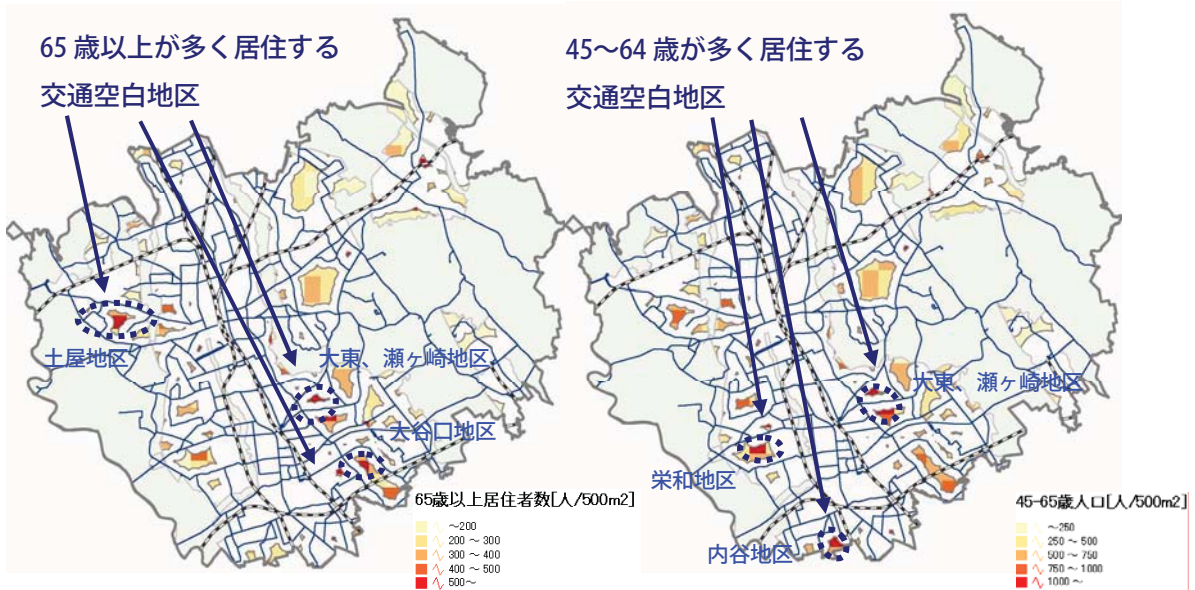 65 歳以上が多く居住する
交通空白地区
土屋地区
大東、瀬ヶ崎地区
大谷口地区
65歳以上居住者数[人/500m2]
～200
200 ～ 300
300 ～ 400
400 ～ 500
500～
45～64 歳が多く居住する
交通空白地区
大東、瀬ヶ崎地区
栄和地区
内谷地区
45-65歳人口[人/500m2]
～250
250 ～ 500
500 ～ 750
750 ～ 1000
1000 ～